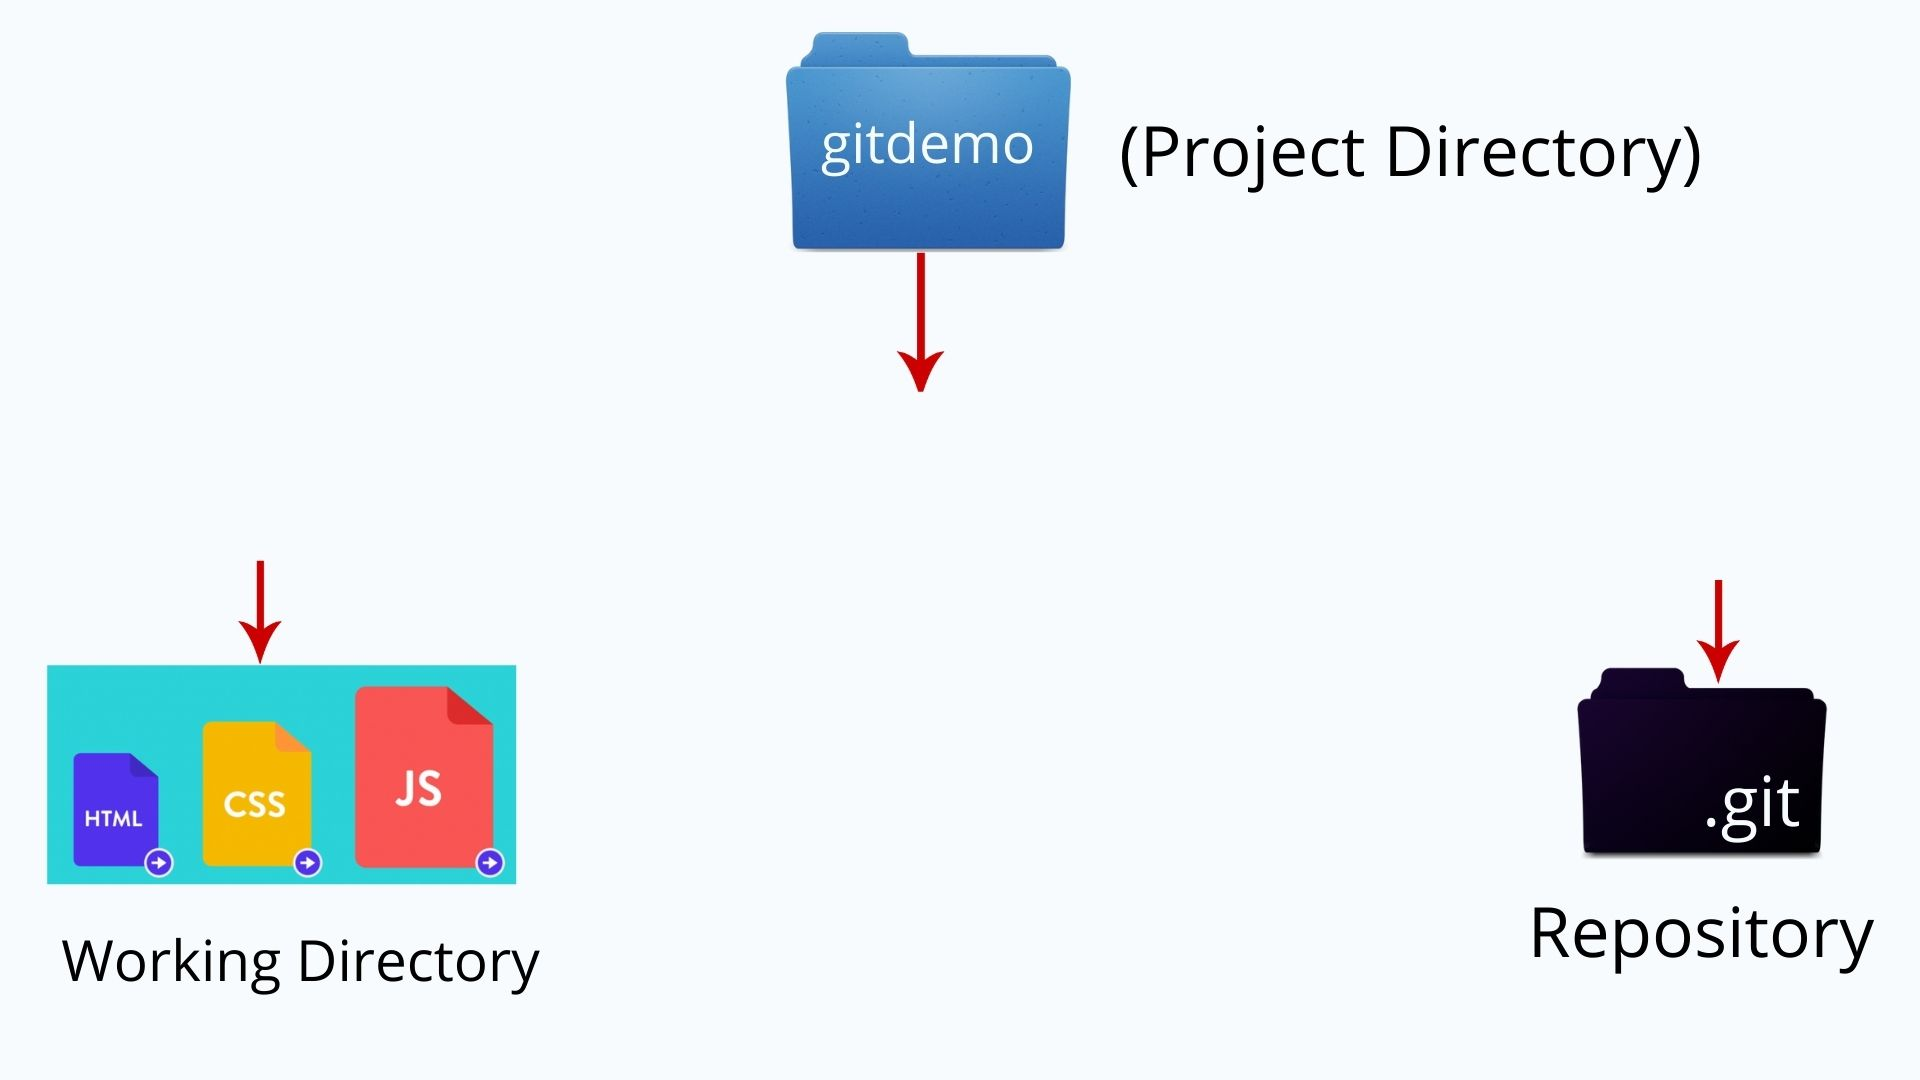 gitdemo
(Project Directory)
HTML
CSS
JS
.git
Working Directory
Repository